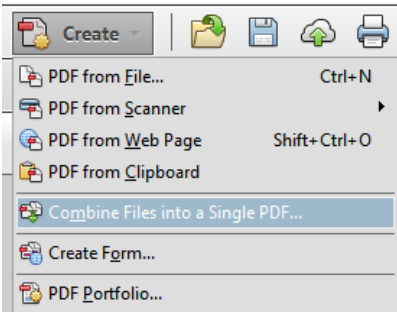 Create
PDF from File... Ctrl+N
PDF from Scanner
PDF from Web Page Shift+Ctrl+O
PDF from Clipboard
Combine Files into a Single PDF...
Create Form...
PDF Portfolio...